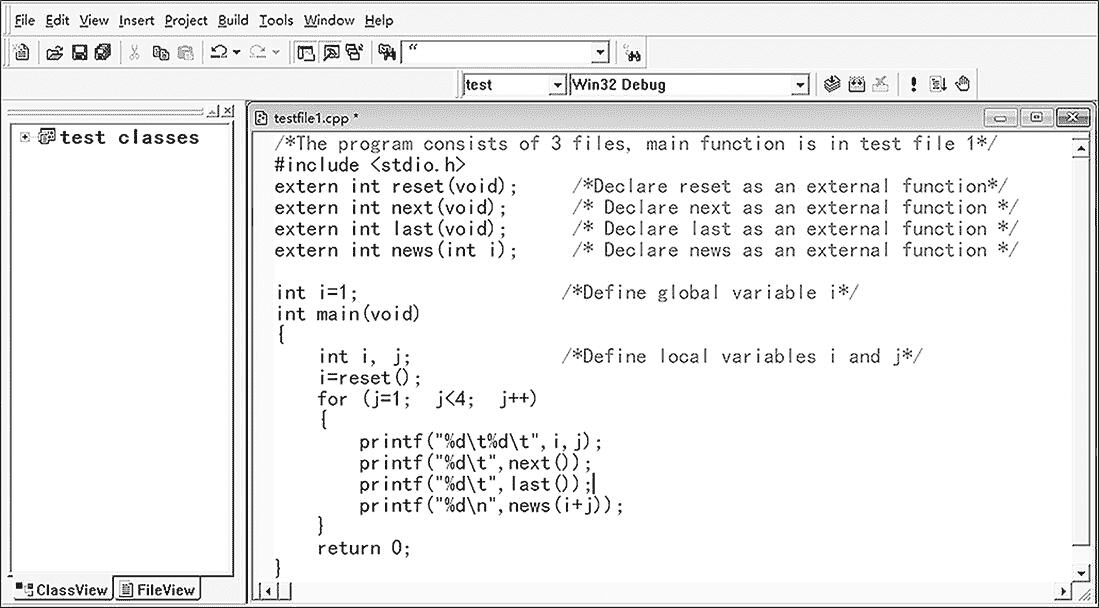 File Edit View Insert Project Build Tools Window Help
“
test Win32 Debug
test classes
testfile1.cpp *
/*The program consists of 3 files, main function is in test file 1*/
#include <stdio.h>
extern int reset(void); /*Declare reset as an external function*/
extern int next(void); /* Declare next as an external function */
extern int last(void); /* Declare last as an external function */
extern int news(int i); /* Declare news as an external function */
int i=1; /*Define global variable i*/
int main(void)
{
int i, j; /*Define local variables i and j*/
i=reset();
for (j=1; j<4; j++)
{
printf("%d\t%d\t",i,j);
printf("%d\t",next());
printf("%d\t",last());
printf("%d\n",news(i+j));
}
return 0;
}
ClassView FileView